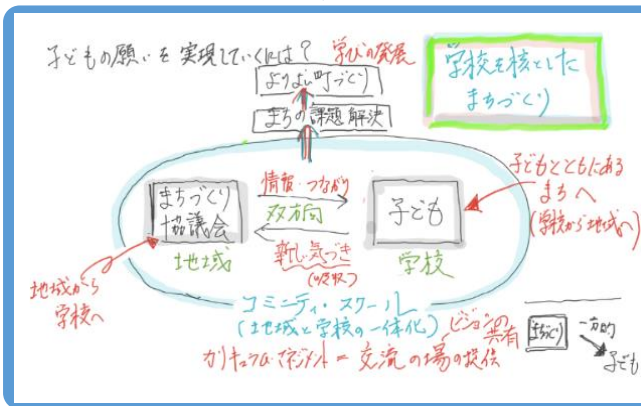 子どもの願いを実現していくには？
学びの発展
よりよい町づくり
まちの課題解決
学校を核とした
まちづくり
まちづくり
協議会
地域
地域から
学校へ
情報・つながり
双方向
新しい気づき
(吸収)
子ども
学校
子どもとともにある
まちへ
(学校から地域へ)
コミニティ・スクール
(地域と学校の一体化)
ビジョンの
共有
カリキュラム・マネジメント = 交流の場の提供
まちづくり
一方的
子ども